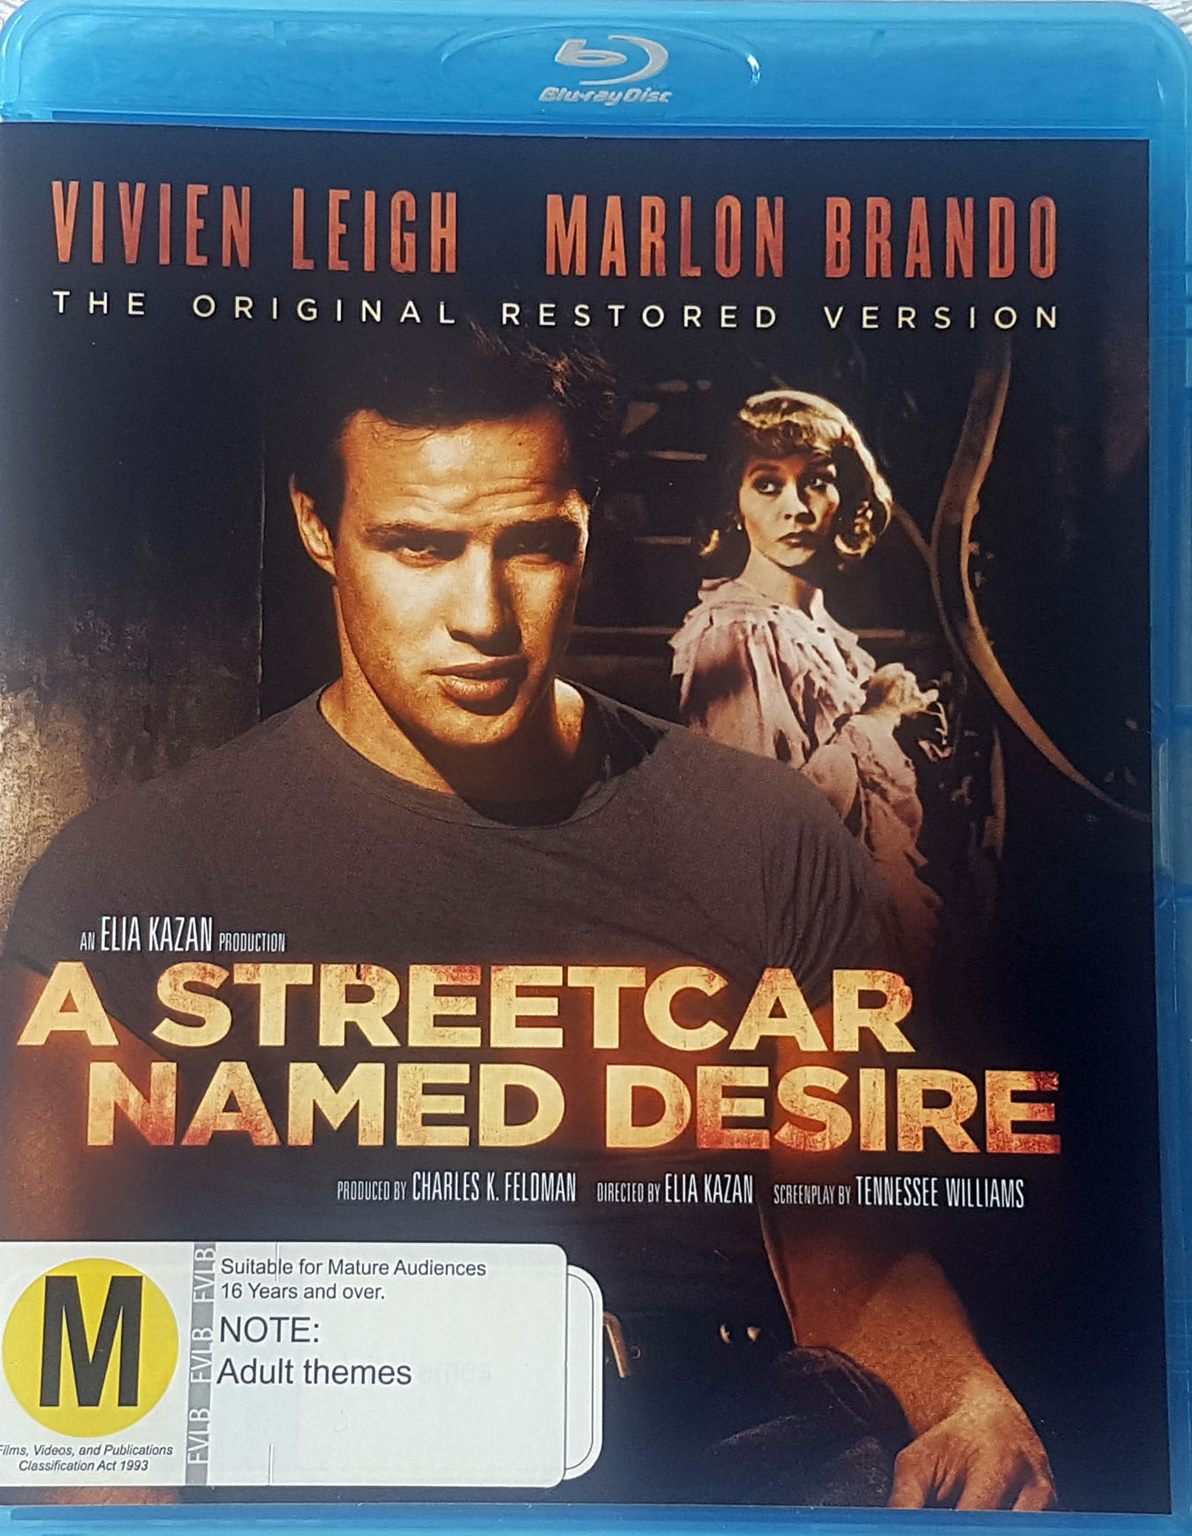 Blu-ray Disc
VIVIEN LEIGH MARLON BRANDO
THE ORIGINAL RESTORED VERSION
AN ELIA KAZAN PRODUCTION
A STREETCAR
NAMED DESIRE
PRODUCED BY CHARLES K. FELDMAN DIRECTED BY ELIA KAZAN SCREENPLAY BY TENNESSEE WILLIAMS
M
Films, Videos, and Publications
Classification Act 1993
FVLB FVLB FVLB
Suitable for Mature Audiences
16 Years and over.
NOTE:
Adult themes